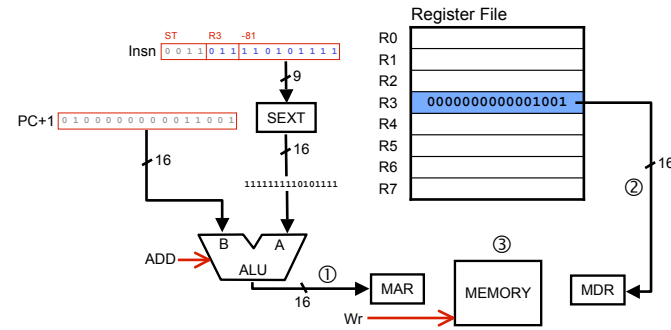 Register File
ST R3 -81
Insn 0 0 1 1 0 1 1 1 1 0 1 0 1 1 1 1
R0
R1
R2
R3 0000000000001001
R4
R5
R6
R7
9
SEXT
PC+1 0 1 0 0 0 0 0 0 0 0 0 1 1 0 0 1
16
16
16
1111111110101111
②
B A
ADD
ALU
①
③
16
MAR
MEMORY
MDR
Wr